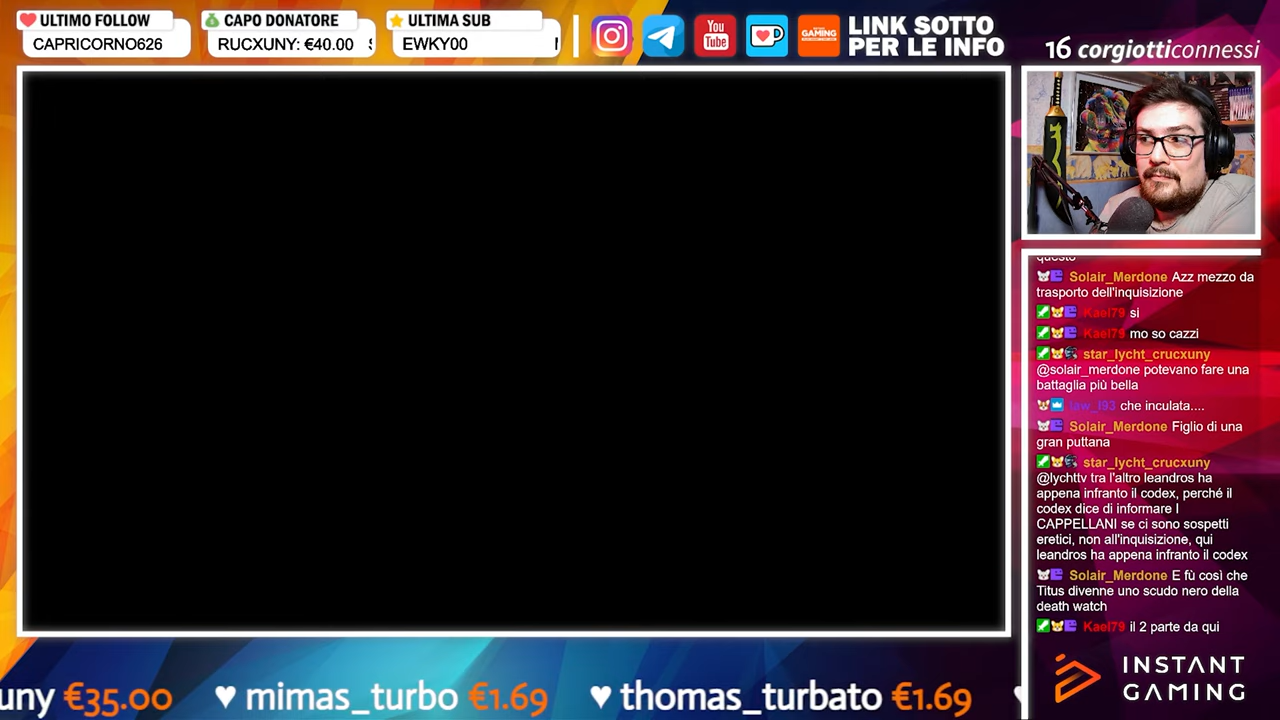 ULTIMO FOLLOW
CAPRICORNO626
CAPO DONATORE
RUCXUNY: €40.00
ULTIMA SUB
EWKY00
You
Tube
GAMING
LINK SOTTO
PER LE INFO
16 corgiotticonnessi
questo
Solair_Merdone Azz mezzo da
trasporto dell'inquisizione
Kael79 si
Kael79 mo so cazzi
star_lycht_crucxuny
@solair_merdone potevano fare una
battaglia più bella
law_l93 che inculata....
Solair_Merdone Figlio di una
gran puttana
star_lycht_crucxuny
@lychttv tra l'altro leandros ha
appena infranto il codex, perché il
codex dice di informare I
CAPPELLANI se ci sono sospetti
eretici, non all'inquisizione, qui
leandros ha appena infranto il codex
Solair_Merdone E fù così che
Titus divenne uno scudo nero della
death watch
Kael79 il 2 parte da qui
INSTANT
GAMING
uny €35.00 ♥ mimas_turbo €1.69 ♥ thomas_turbato €1.69